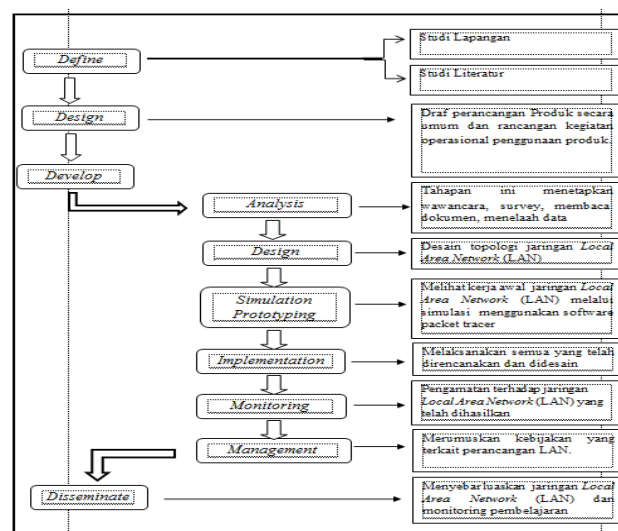 Define
Studi Lapangan
Studi Literatur
Design
Draf perancangan Produk secara
umum dan rancangan kegiatan
operasional penggunaan produk.
Develop
Analysis
Tahapan ini menetapkan
wawancara, survey, membaca
dokumen, menelaah data
Design
Desain topologi jaringan Local
Area Network (LAN)
Simulation
Prototyping
Melihat kerja awal jaringan Local
Area Network (LAN) melalui
simulasi menggunakan software
packet tracer
Implementation
Melaksanakan semua yang telah
direncanakan dan didesain
Monitoring
Pengamatan terhadap jaringan
Local Area Network (LAN) yang
telah dihasilkan
Management
Merumuskan kebijakan yang
terkait perancangan LAN.
Disseminate
Menyebarluaskan jaringan Local
Area Network (LAN) dan
monitoring pembelajaran